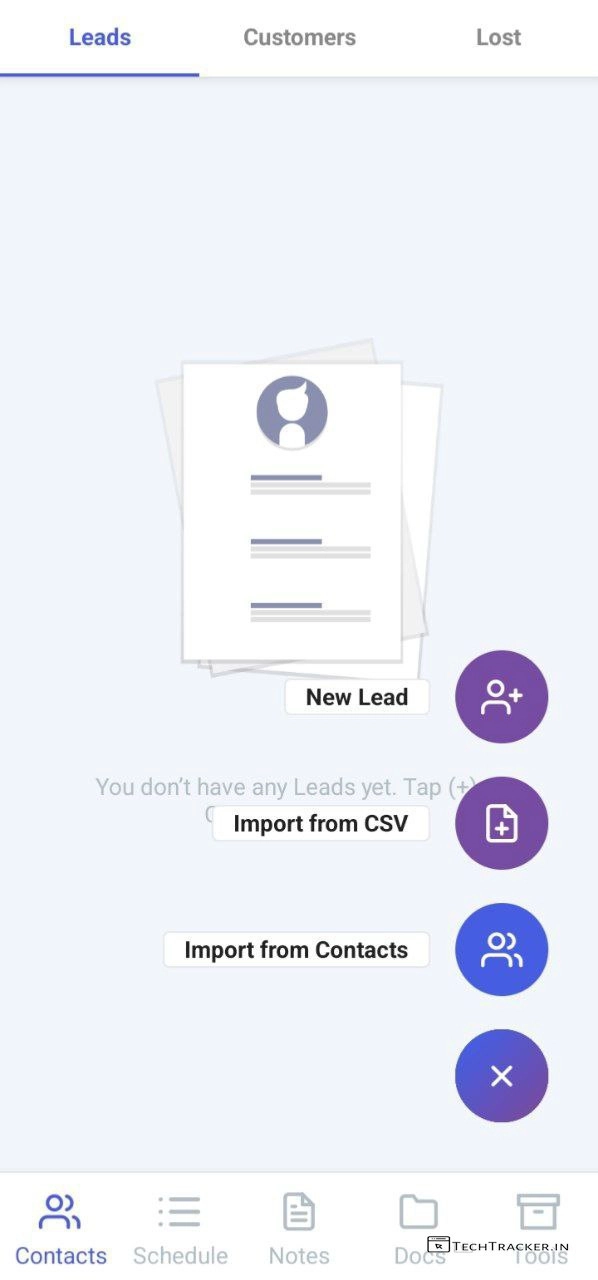 Leads Customers Lost
New Lead
You don’t have any Leads yet. Tap (+)
Import from CSV
Import from Contacts
Contacts Schedule Notes Docs Tools
TECHTRACKER.IN